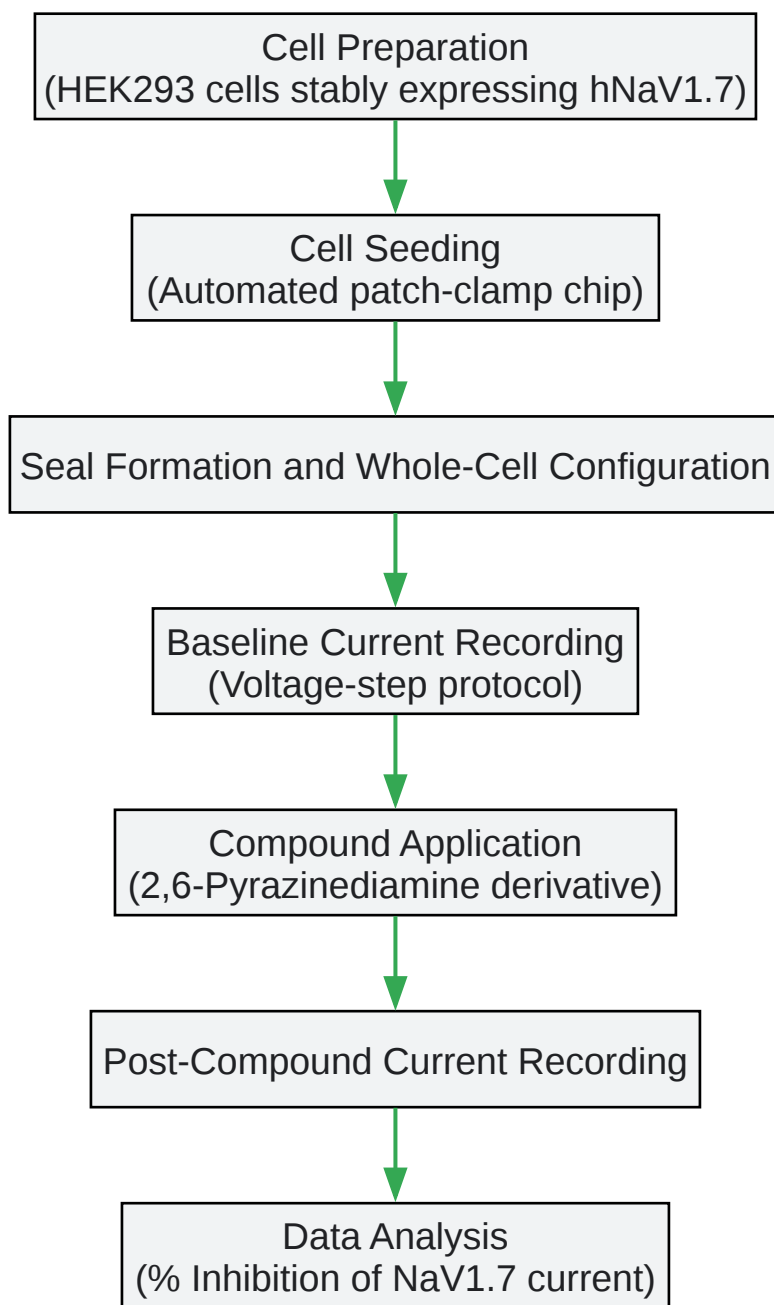 Cell Preparation
(HEK293 cells stably expressing hNaV1.7)
Cell Seeding
(Automated patch-clamp chip)
Seal Formation and Whole-Cell Configuration
Baseline Current Recording
(Voltage-step protocol)
Compound Application
(2,6-Pyrazinediamine derivative)
Post-Compound Current Recording
Data Analysis
(% Inhibition of NaV1.7 current)